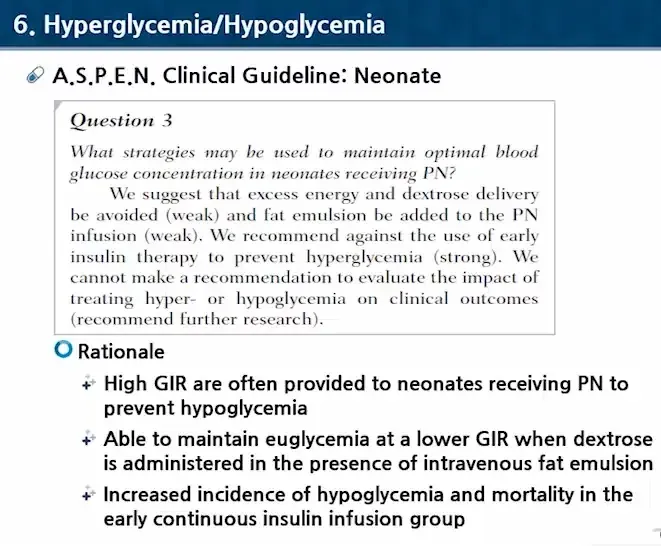 6. Hyperglycemia/Hypoglycemia
A.S.P.E.N. Clinical Guideline: Neonate
Question 3
What strategies may be used to maintain optimal blood
glucose concentration in neonates receiving PN?
We suggest that excess energy and dextrose delivery
be avoided (weak) and fat emulsion be added to the PN
infusion (weak). We recommend against the use of early
insulin therapy to prevent hyperglycemia (strong). We
cannot make a recommendation to evaluate the impact of
treating hyper- or hypoglycemia on clinical outcomes
(recommend further research).
Rationale
High GIR are often provided to neonates receiving PN to
prevent hypoglycemia
Able to maintain euglycemia at a lower GIR when dextrose
is administered in the presence of intravenous fat emulsion
Increased incidence of hypoglycemia and mortality in the
early continuous insulin infusion group